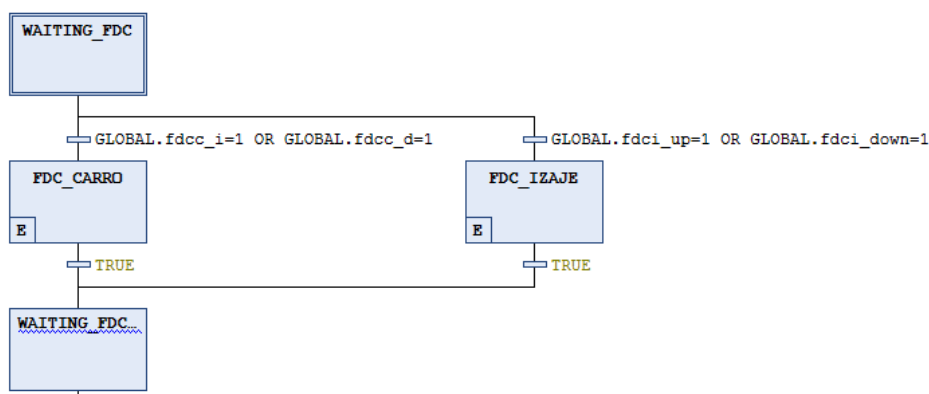 WAITING_FDC
GLOBAL.fdcc_i=1 OR GLOBAL.fdcc_d=1
GLOBAL.fdci_up=1 OR GLOBAL.fdci_down=1
FDC_CARRO
FDC_IZAJE
E
E
TRUE
TRUE
WAITING_FDC…